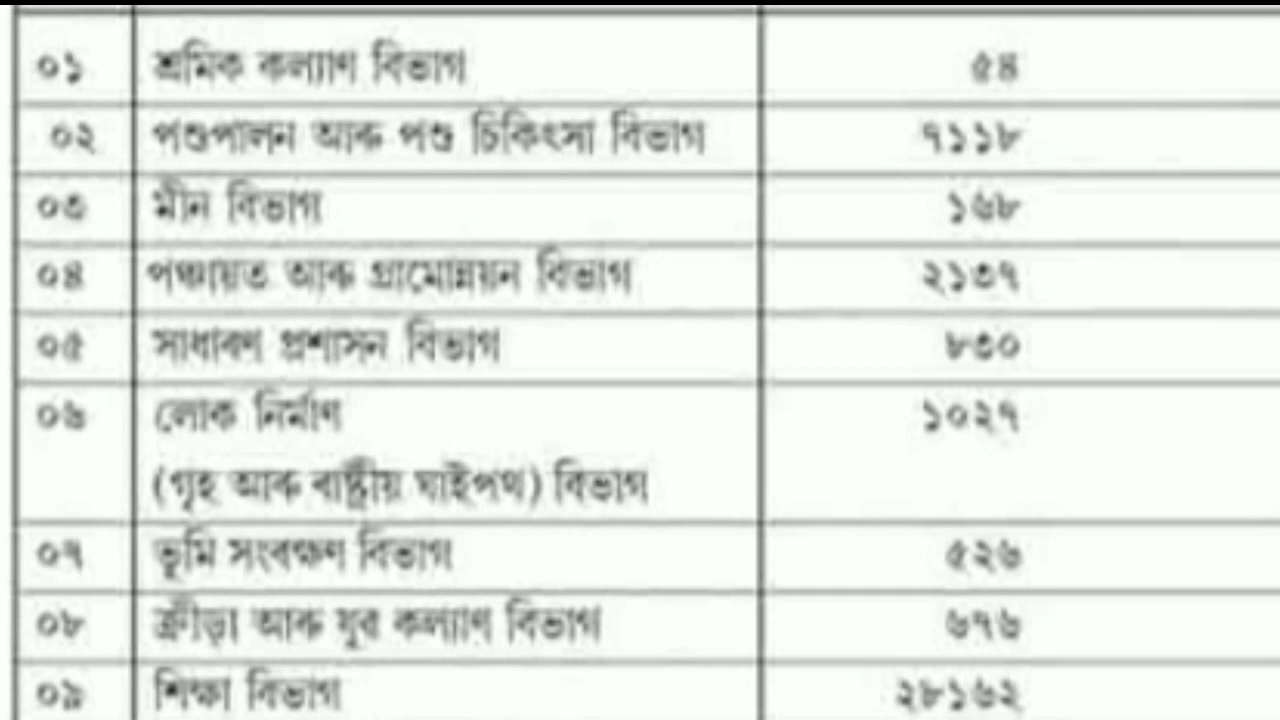 ০১ শ্ৰমিক কল্যাণ বিভাগ ৫৪
০২ পশুপালন আৰু পশু চিকিৎসা বিভাগ ৭১১৮
০৩ মীন বিভাগ ১৬৮
০৪ পঞ্চায়ত আৰু গ্ৰামোন্নয়ন বিভাগ ২১৩৭
০৫ সাধাৰণ প্ৰশাসন বিভাগ ৮৩০
০৬ লোক নিৰ্মাণ ১০২৭
(গৃহ আৰু ৰাষ্ট্ৰীয় ঘাইপথ) বিভাগ
০৭ ভূমি সংৰক্ষণ বিভাগ ৫২৬
০৮ ক্ৰীড়া আৰু যুৱ কল্যাণ বিভাগ ৬৭৬
০৯ শিক্ষা বিভাগ ২৮১৬২